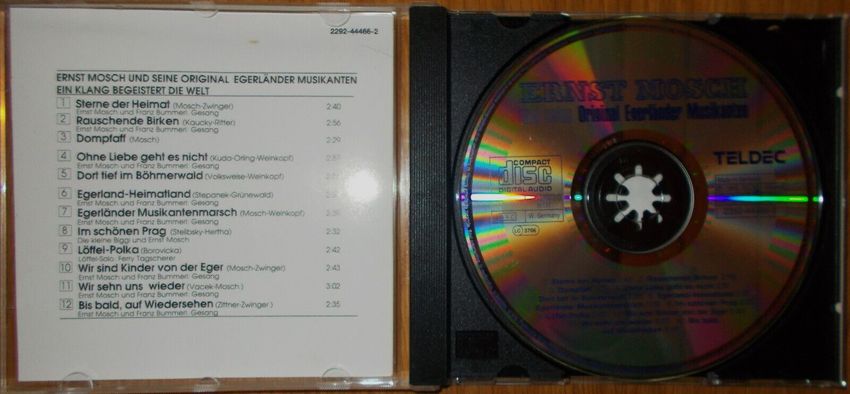 2292-44466-2
ERNST MOSCH UND SEINE ORIGINAL EGERLÄNDER MUSIKANTEN
EIN KLANG BEGEISTERT DIE WELT
1 Sterne der Heimat (Mosch-Zwinger) 2:40
Ernst Mosch und Franz Bummerl: Gesang
2 Rauschende Birken (Kaucky-Ritter) 2:56
Ernst Mosch und Franz Bummerl: Gesang
3 Dompfaff (Mosch) 2:29
4 Ohne Liebe geht es nicht (Kuda-Orling-Weinkopf)
Ernst Mosch und Franz Bummerl: Gesang
5 Dort tief im Böhmerwald (Volksweise-Weinkopf)
6 Egerland-Heimatland (Stepanek-Grünewald)
Ernst Mosch und Franz Bummerl: Gesang
7 Egerländer Musikantenmarsch (Mosch-Weinkopf)
Ernst Mosch und Franz Bummerl: Gesang
8 Im schönen Prag (Stelibsky-Hertha) 2:32
Die kleine Biggi und Ernst Mosch
9 Löffel-Polka (Borovicka) 2:42
Löffel-Solo: Ferry Tagscherer
10 Wir sind Kinder von der Eger (Mosch-Zwinger) 2:43
Ernst Mosch und Franz Bummerl: Gesang
11 Wir sehn uns wieder (Vacek-Mosch) 3:02
Ernst Mosch und Franz Bummerl: Gesang
12 Bis bald, auf Wiedersehen (Zittner-Zwinger) 2:35
Ernst Mosch und Franz Bummerl: Gesang
ERNST MOSCH
Original Egerländer Musikanten
COMPACT
disc
DIGITAL AUDIO
TELDEC
W. Germany
LC 3706